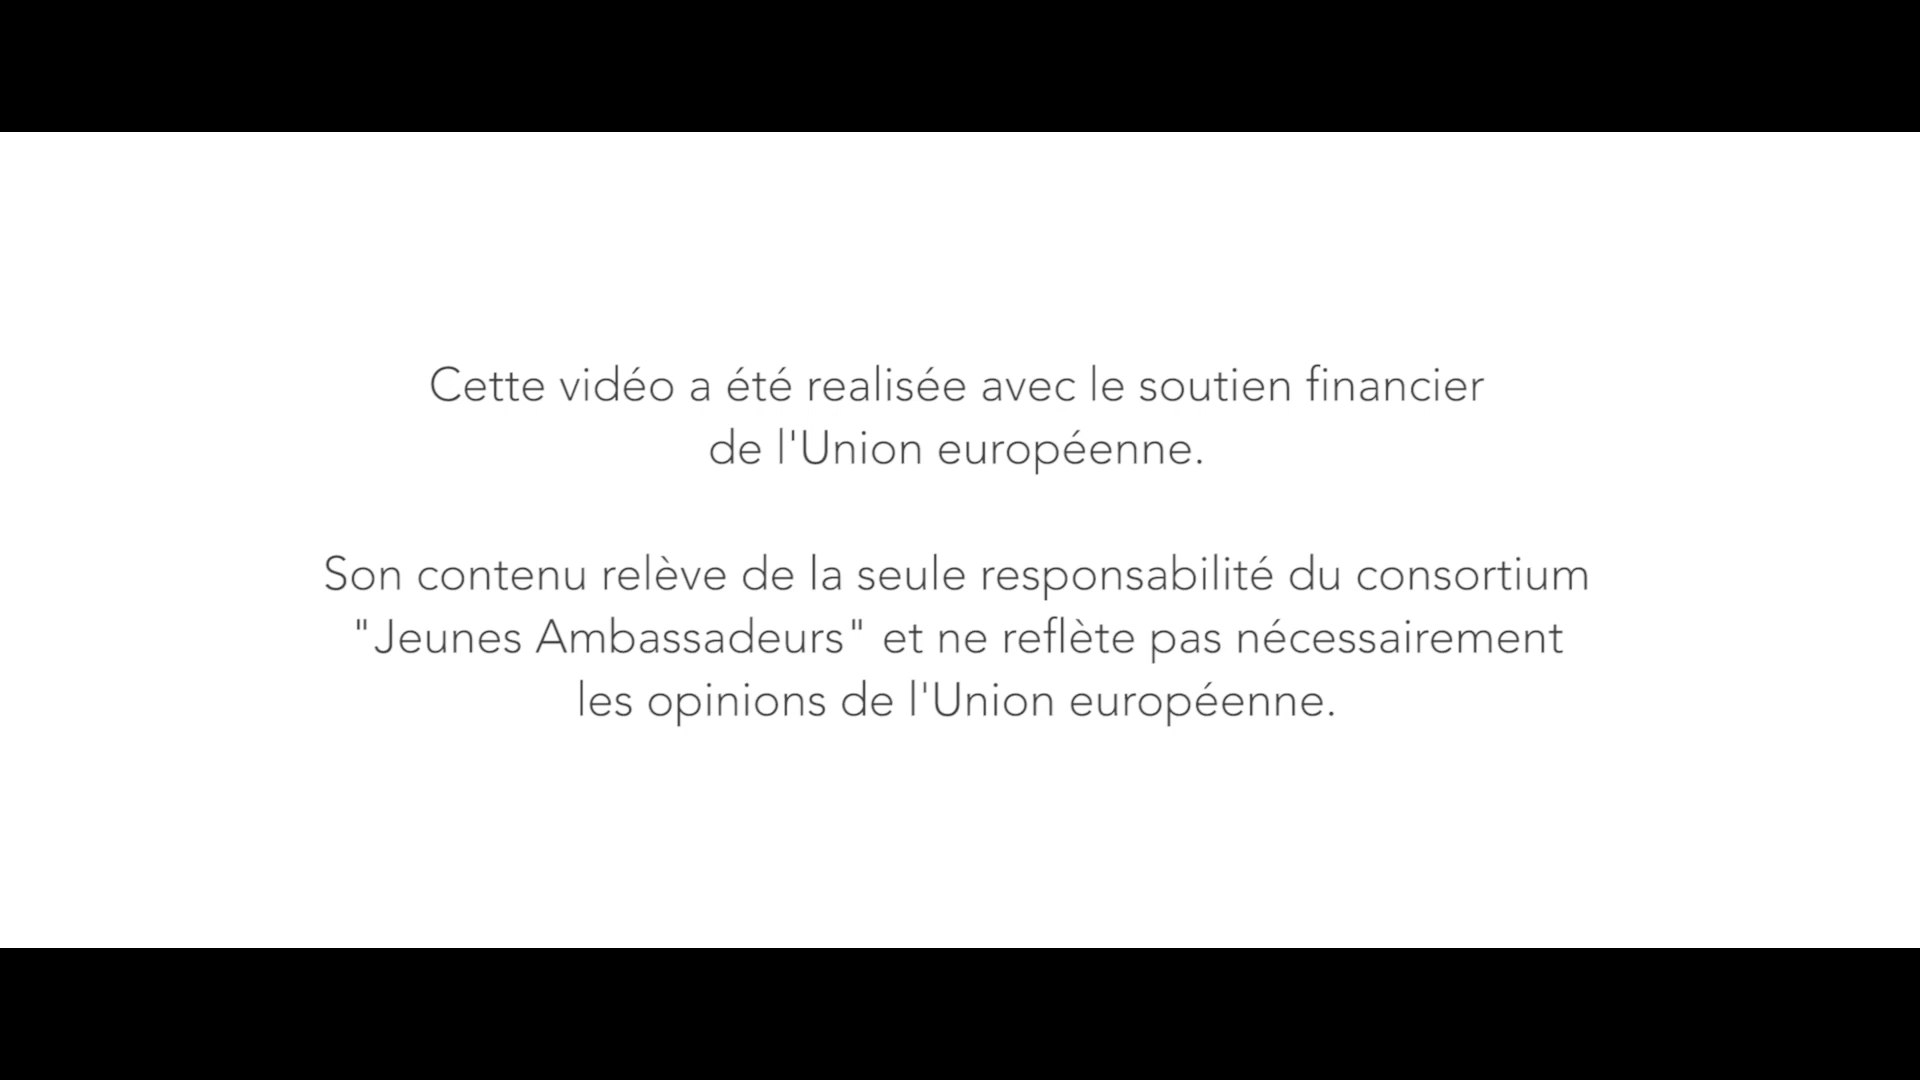 Cette vidéo a été realisée avec le soutien financier
de l'Union européenne.
Son contenu relève de la seule responsabilité du consortium
"Jeunes Ambassadeurs" et ne reflète pas nécessairement
les opinions de l'Union européenne.